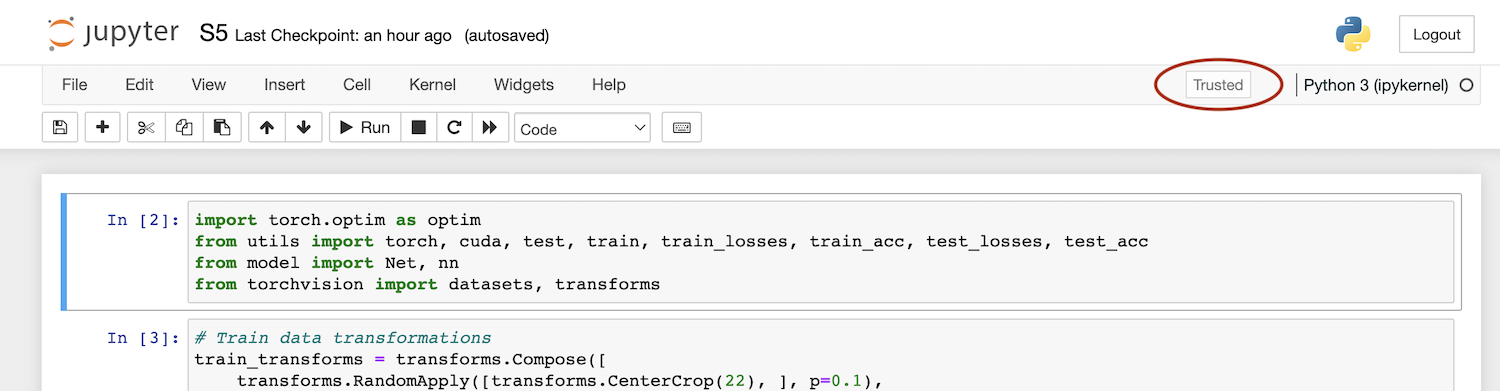 jupyter S5 Last Checkpoint: an hour ago (autosaved) Logout
File Edit View Insert Cell Kernel Widgets Help Trusted Python 3 (ipykernel)
Run Code
In [2]: import torch.optim as optim
from utils import torch, cuda, test, train, train_losses, train_acc, test_losses, test_acc
from model import Net, nn
from torchvision import datasets, transforms
In [3]: # Train data transformations
train_transforms = transforms.Compose([
    transforms.RandomApply([transforms.CenterCrop(22), ], p=0.1),